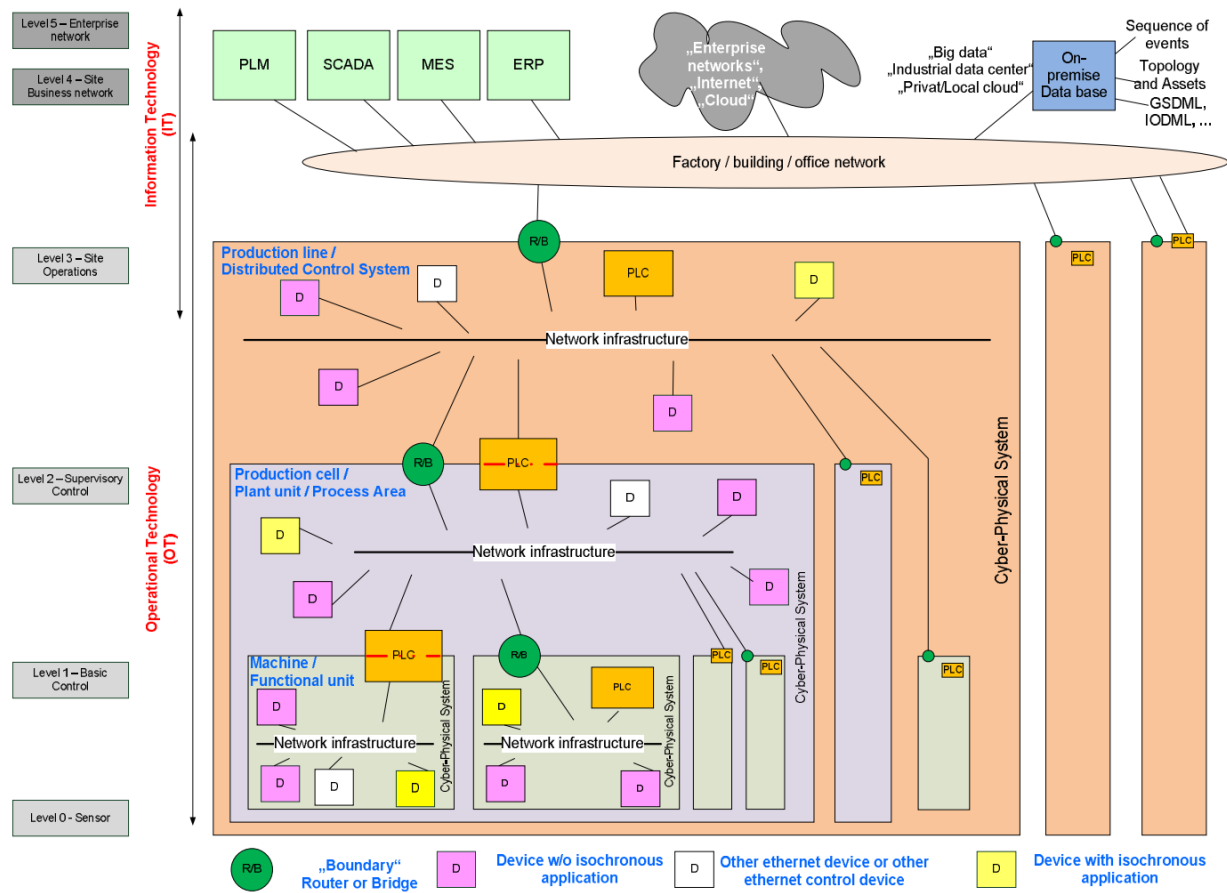 Level 5 – Enterprise
network
Level 4 – Site
Business network
Information Technology
(IT)
PLM
SCADA
MES
ERP
„Enterprise
networks“,
„Internet“,
„Cloud“
„Big data“
„Industrial data center“
„Privat/Local cloud“
On-
premise
Data base
Sequence of
events
Topology
and Assets
GSDML,
IODML, ...
Factory / building / office network
Level 3 – Site
Operations
R/B
Production line /
Distributed Control System
D
D
PLC
D
PLC
PLC
Network infrastructure
D
D
Cyber-Physical System
Level 2 – Supervisory
Control
Operational Technology
(OT)
R/B
PLC
Production cell /
Plant unit / Process Area
D
D
D
PLC
Network infrastructure
D
D
Cyber-Physical System
Level 1 – Basic
Control
PLC
R/B
PLC
PLC
PLC
Machine /
Functional unit
D
Network infrastructure
D
D
D
Cyber-Physical System
D
PLC
Network infrastructure
D
D
Cyber-Physical System
Level 0 - Sensor
R/B
„Boundary“
Router or Bridge
D
Device w/o isochronous
application
D
Other ethernet device or other
ethernet control device
D
Device with isochronous
application